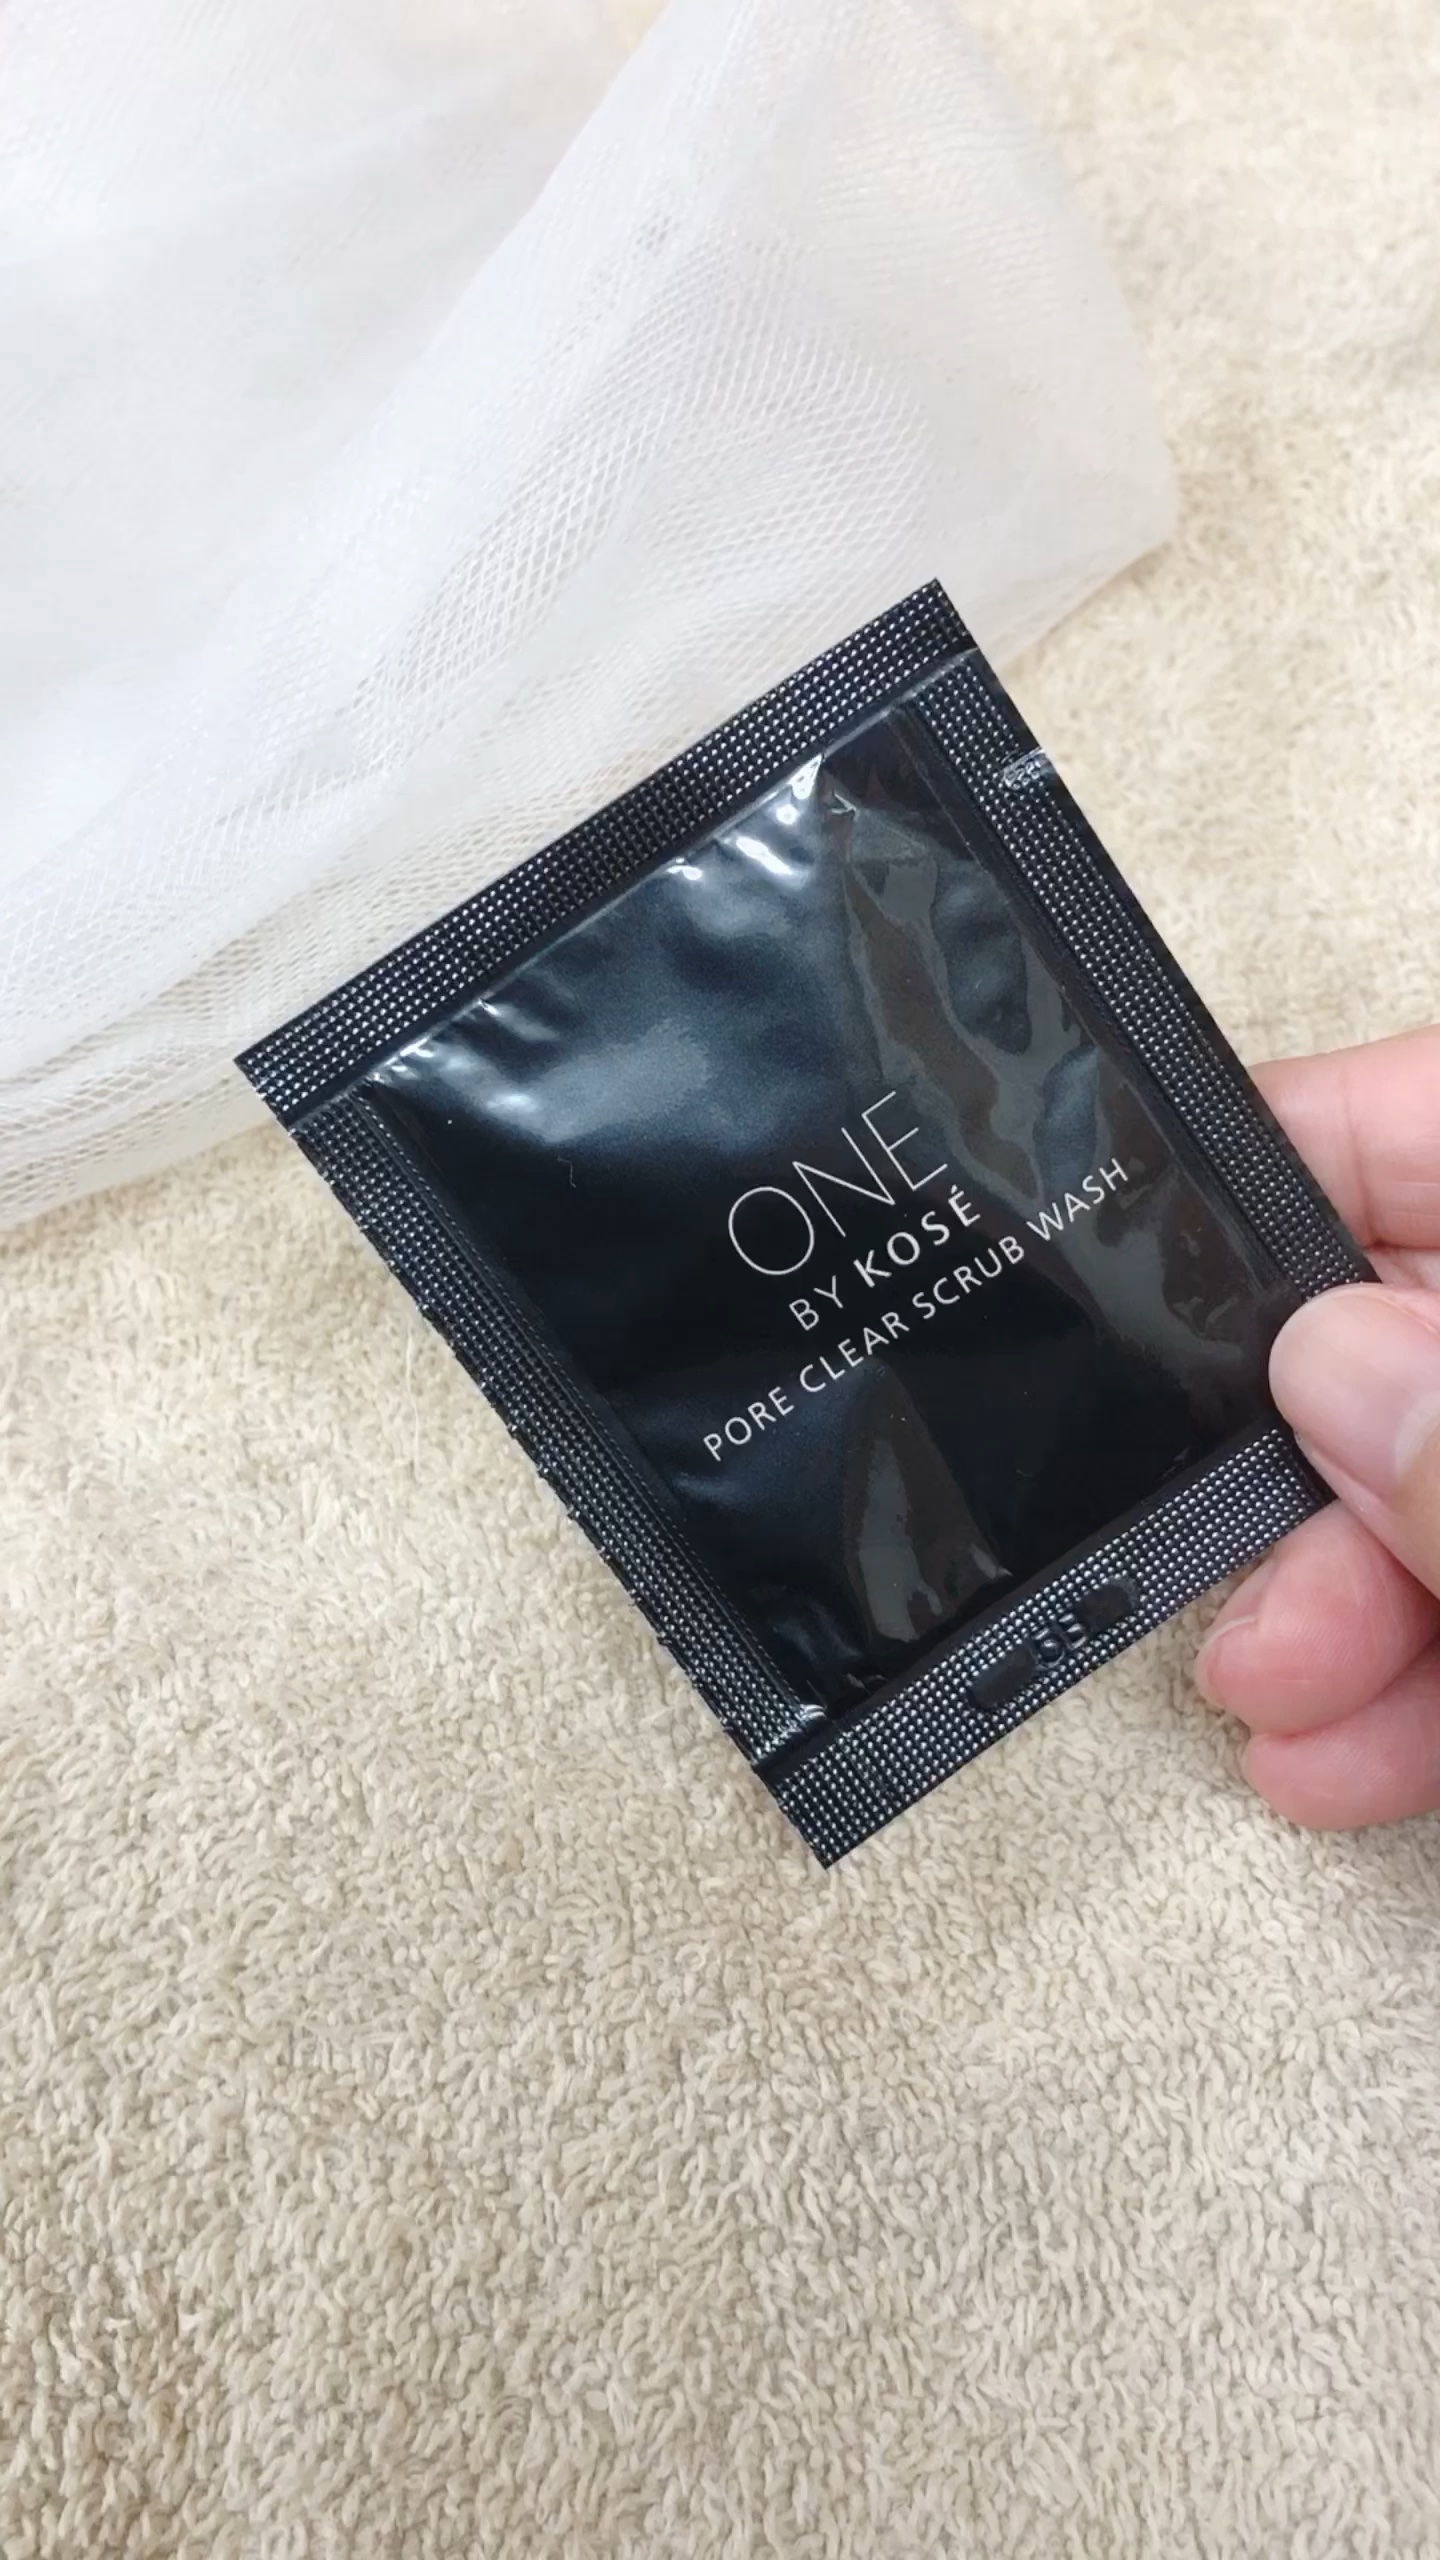 ONE
BY KOSÉ
PORE CLEAR SCRUB WASH